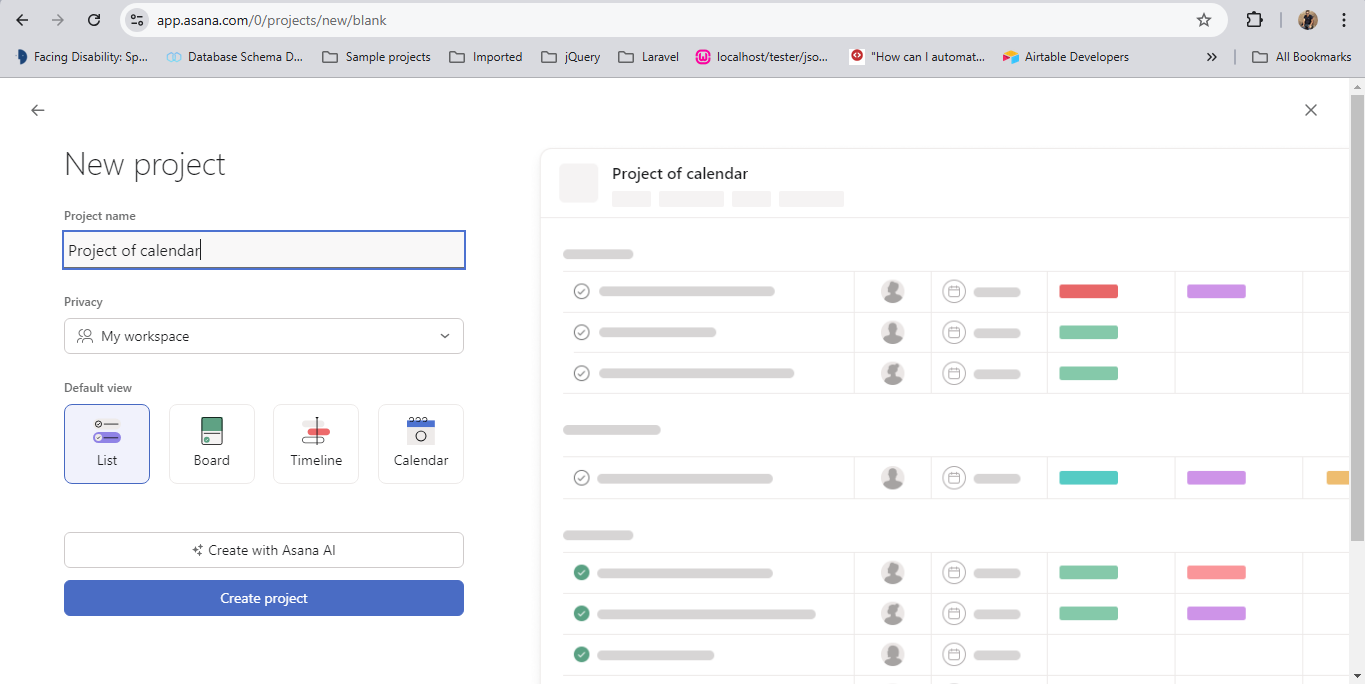 app.asana.com/0/projects/new/blank
Facing Disability: Sp... Database Schema D... Sample projects Imported jQuery Laravel localhost/tester/jso... "How can I automat... Airtable Developers » All Bookmarks
New project
Project name
Project of calendar
Privacy
My workspace
Default view
List Board Timeline Calendar
Create with Asana AI
Create project
Project of calendar